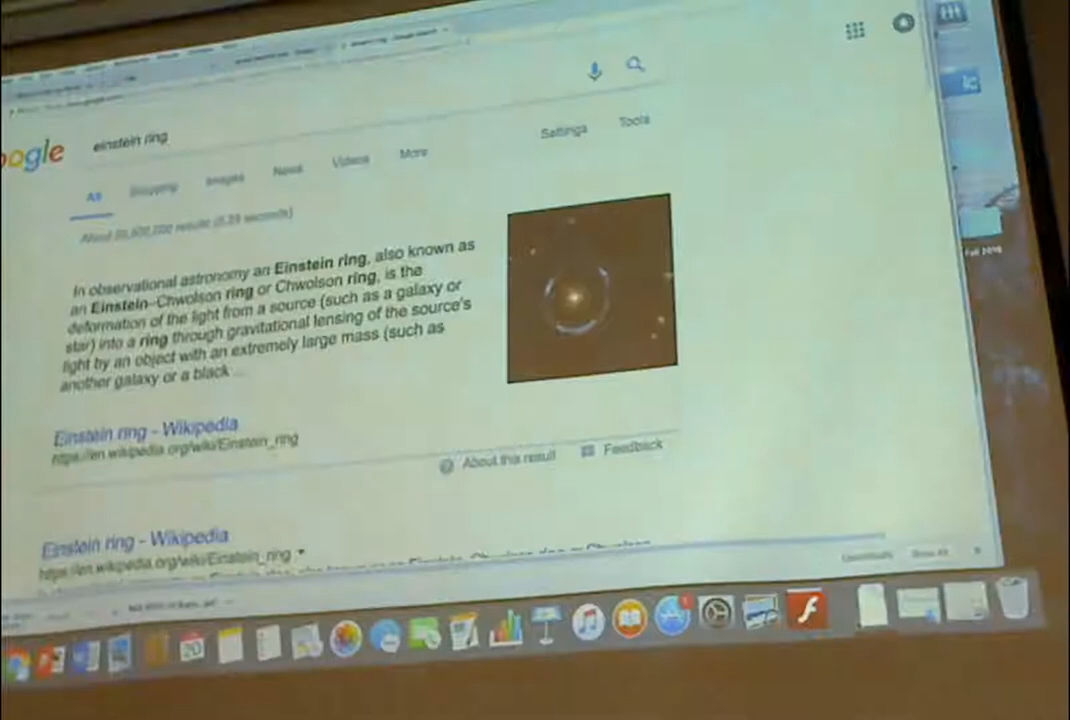 oogle
einstein ring
All Shopping Images News Videos More Settings Tools
In observational astronomy an Einstein ring, also known as
an Einstein–Chwolson ring or Chwolson ring, is the
deformation of the light from a source (such as a galaxy or
star) into a ring through gravitational lensing of the source's
light by an object with an extremely large mass (such as
another galaxy or a black ...
Einstein ring - Wikipedia
https://en.wikipedia.org/wiki/Einstein_ring
About this result Feedback
Einstein ring - Wikipedia
https://en.wikipedia.org/wiki/Einstein_ring
Show All
20